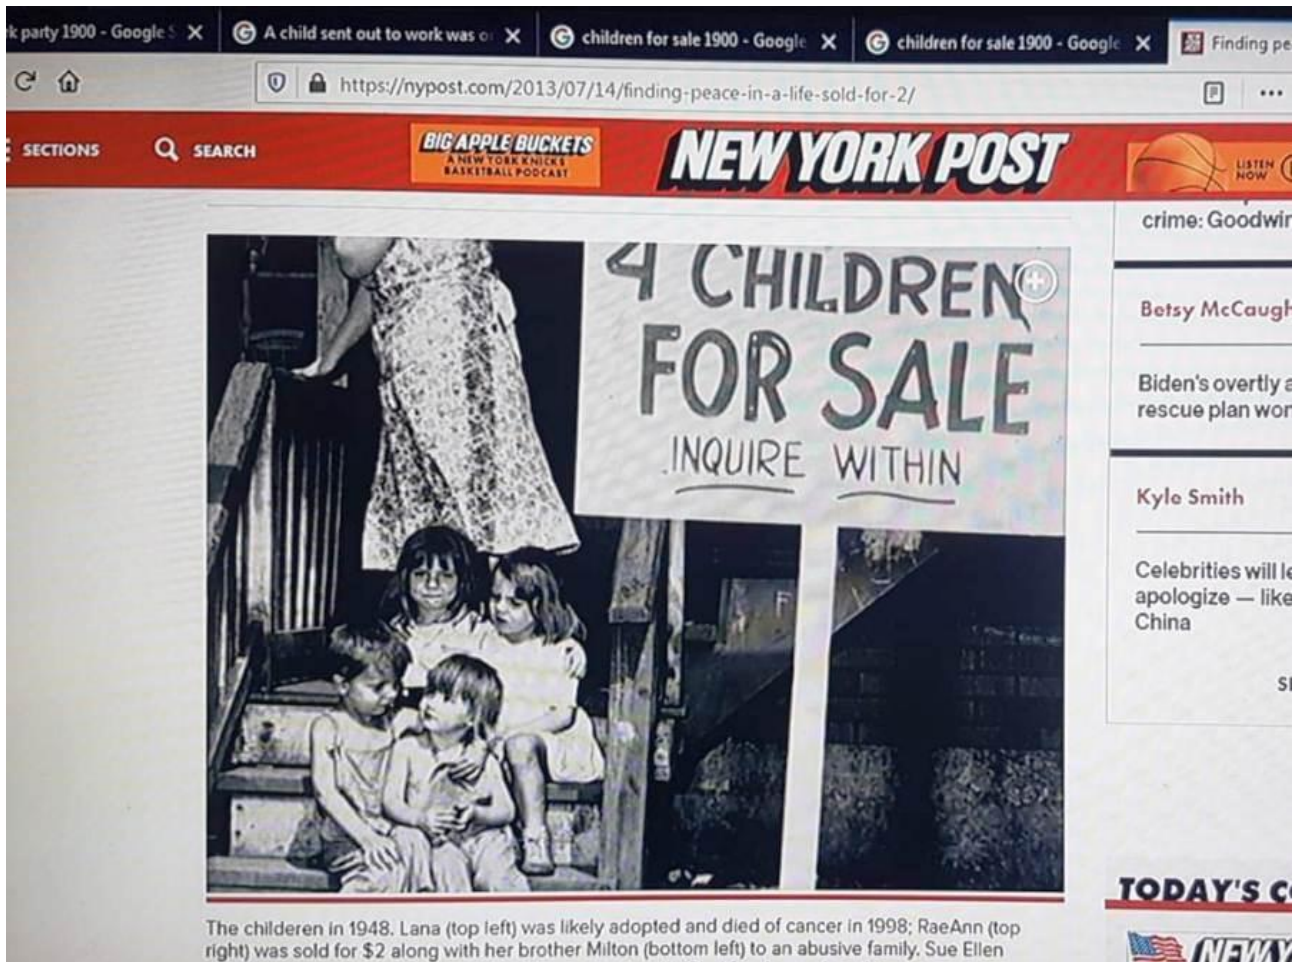 party 1900 - Google
A child sent out to work was
children for sale 1900 - Google
children for sale 1900 - Google
Finding
https://nypost.com/2013/07/14/finding-peace-in-a-life-sold-for-2/
SECTIONS
SEARCH
BIG APPLE BUCKETS
A NEW YORK KNICKS
BASKETBALL PODCAST
NEW YORK POST
LISTEN
NOW
4 CHILDREN
FOR SALE
INQUIRE WITHIN
The childeren in 1948. Lana (top left) was likely adopted and died of cancer in 1998; RaeAnn (top
right) was sold for $2 along with her brother Milton (bottom left) to an abusive family. Sue Ellen
crime: Goodwin
Betsy McCaugh
Biden's overtly
rescue plan
Kyle Smith
Celebrities will
apologize — like
China
TODAY'S
NEW